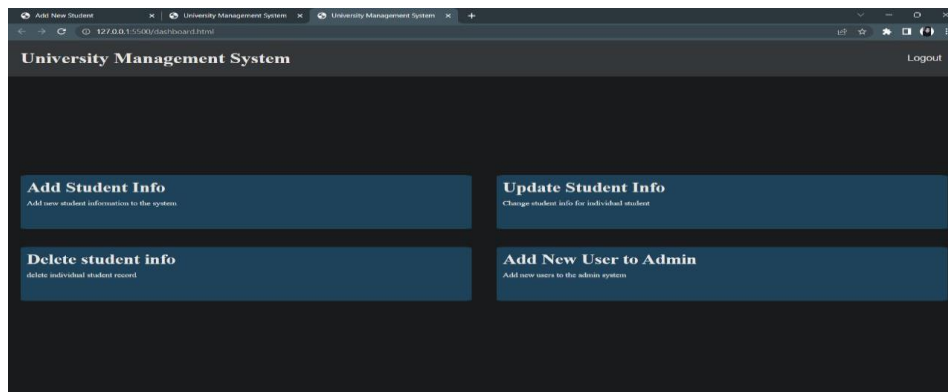 Add New Student
University Management System
University Management System
127.0.0.1:5500/dashboard.html
University Management System
Logout
Add Student Info
Add new student information to the system
Update Student Info
Change student info for individual student
Delete student info
delete individual student record
Add New User to Admin
Add new users to the admin system